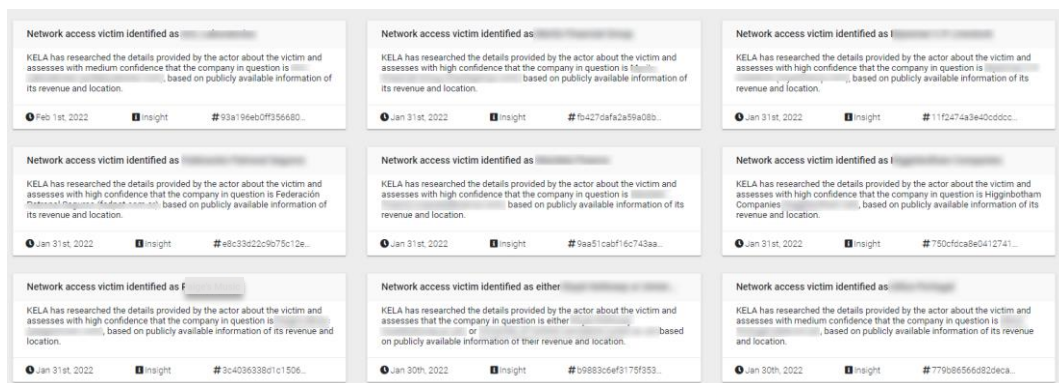 Network access victim identified as
KELA has researched the details provided by the actor about the victim and
assesses with medium confidence that the company in question is
, based on publicly available information of
its revenue and location.
Feb 1st, 2022 Insight #93a196eb0ff356680...
Network access victim identified as
KELA has researched the details provided by the actor about the victim and
assesses with high confidence that the company in question is
based on publicly available information of
its revenue and location.
Jan 31st, 2022 Insight #fb427dafa2a59a08b...
Network access victim identified as
KELA has researched the details provided by the actor about the victim and
assesses with high confidence that the company in question is
, based on publicly available information of its
revenue and location.
Jan 31st, 2022 Insight #11f2474a3e40cddcc...
Network access victim identified as
KELA has researched the details provided by the actor about the victim and
assesses with high confidence that the company in question is Federación
based on publicly available information of
its revenue and location.
Jan 31st, 2022 Insight #e8c33d22c9b75c12e...
Network access victim identified as
KELA has researched the details provided by the actor about the victim and
assesses with high confidence that the company in question is
based on publicly available information of its
revenue and location.
Jan 31st, 2022 Insight #9aa51cabf16c743aa...
Network access victim identified as
KELA has researched the details provided by the actor about the victim and
assesses with high confidence that the company in question is Higginbotham
Companies , based on publicly available information of its
revenue and location.
Jan 31st, 2022 Insight #750cfdca8e0412741...
Network access victim identified as
KELA has researched the details provided by the actor about the victim and
assesses with high confidence that the company in question is
, based on publicly available information of its revenue and
location.
Jan 31st, 2022 Insight #3c4036338d1c1506...
Network access victim identified as either
KELA has researched the details provided by the actor about the victim and
assesses that the company in question is either
or based
on publicly available information of their revenue and location.
Jan 30th, 2022 Insight #b9883c6ef3175f353...
Network access victim identified as
KELA has researched the details provided by the actor about the victim and
assesses with medium confidence that the company in question is
, based on publicly available information of its revenue
and location.
Jan 30th, 2022 Insight #779b86566d82deca...